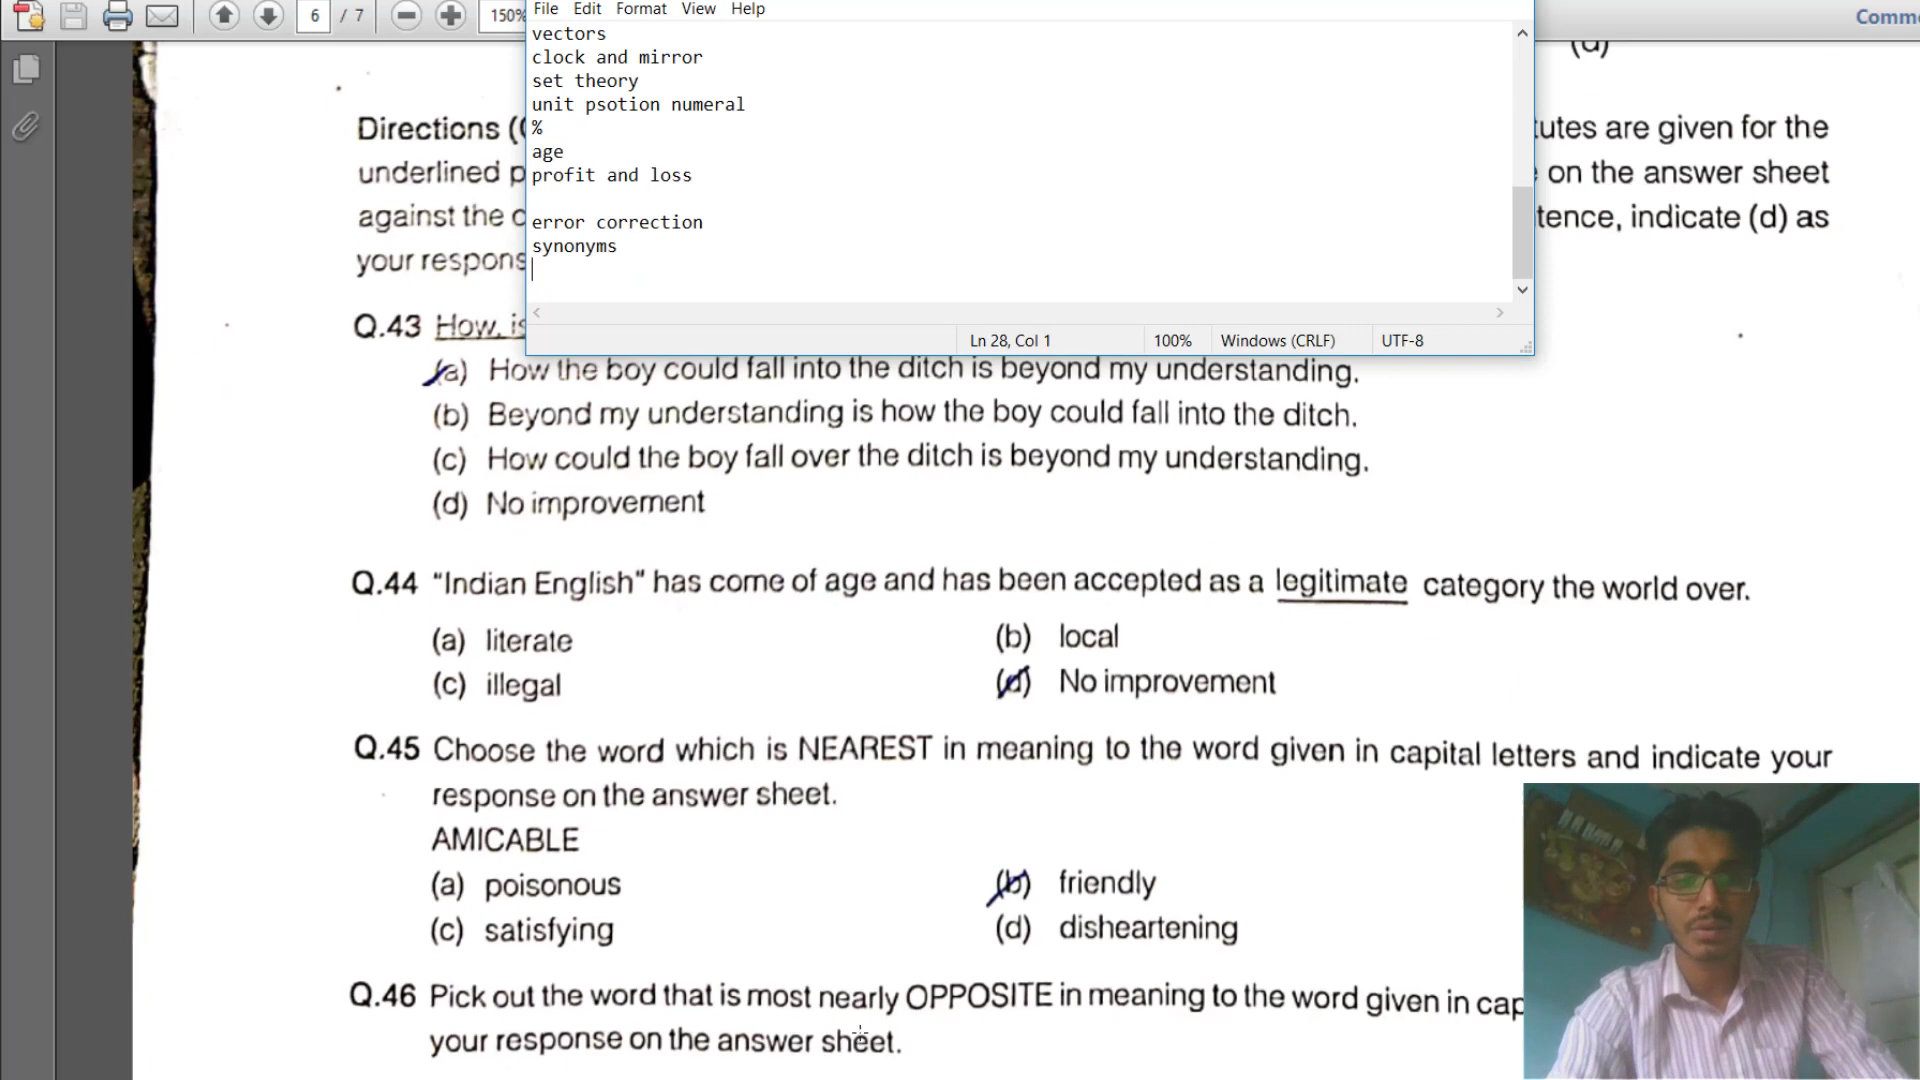 6 / 7
150%
File Edit Format View Help
Comm
vectors
clock and mirror
set theory
unit psotion numeral
%
age
profit and loss
error correction
synonyms
Ln 28, Col 1 100% Windows (CRLF) UTF-8
(d)
Directions ( tutes are given for the
underlined p on the answer sheet
against the c tence, indicate (d) as
your respons
Q.43 How, is
(a) How the boy could fall into the ditch is beyond my understanding.
(b) Beyond my understanding is how the boy could fall into the ditch.
(c) How could the boy fall over the ditch is beyond my understanding.
(d) No improvement
Q.44 “Indian English” has come of age and has been accepted as a legitimate category the world over.
(a) literate (b) local
(c) illegal (d) No improvement
Q.45 Choose the word which is NEAREST in meaning to the word given in capital letters and indicate your
response on the answer sheet.
AMICABLE
(a) poisonous (b) friendly
(c) satisfying (d) disheartening
Q.46 Pick out the word that is most nearly OPPOSITE in meaning to the word given in cap
your response on the answer sheet.